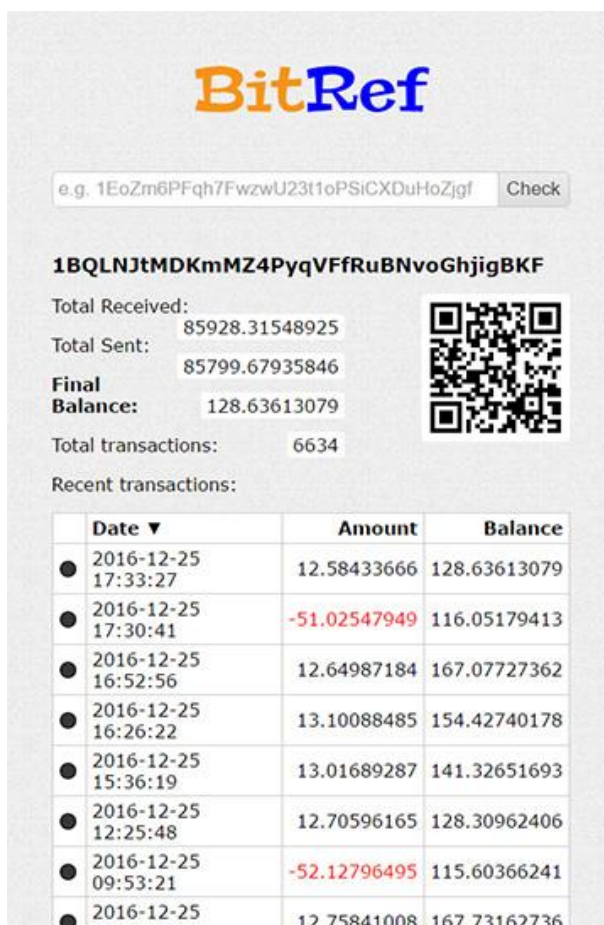 BitRef
e.g. 1EoZm6PFqh7FwzwU23t1oPSiCXDuHoZjgf Check
1BQLNJtMDKmMZ4PyqVFfRuBNvoGhjigBKF
Total Received:
85928.31548925
Total Sent:
85799.67935846
Final
Balance: 128.63613079
Total transactions: 6634
Recent transactions:
Date ▼ Amount Balance
2016-12-25
17:33:27 12.58433666 128.63613079
2016-12-25
17:30:41 -51.02547949 116.05179413
2016-12-25
16:52:56 12.64987184 167.07727362
2016-12-25
16:26:22 13.10088485 154.42740178
2016-12-25
15:36:19 13.01689287 141.32651693
2016-12-25
12:25:48 12.70596165 128.30962406
2016-12-25
09:53:21 -52.12796495 115.60366241
2016-12-25
12.75841008 167.73162736